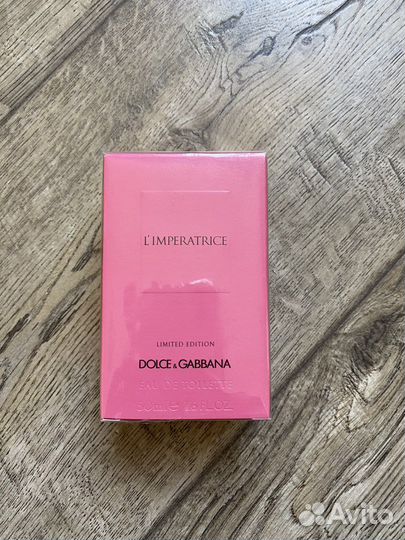 L'IMPERATRICE
LIMITED EDITION
DOLCE & GABBANA
EAU DE TOILETTE
50ml e 1.6 FL.OZ.
Avito